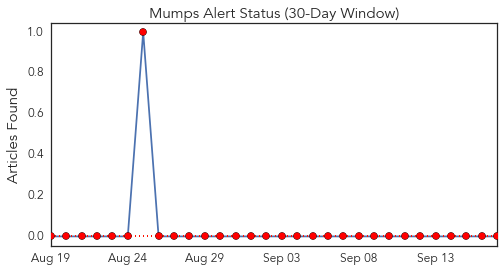 Mumps Alert Status (30-Day Window)
Articles Found
1.0
0.8
0.6
0.4
0.2
0.0
Aug 19 Aug 24 Aug 29 Sep 03 Sep 08 Sep 13